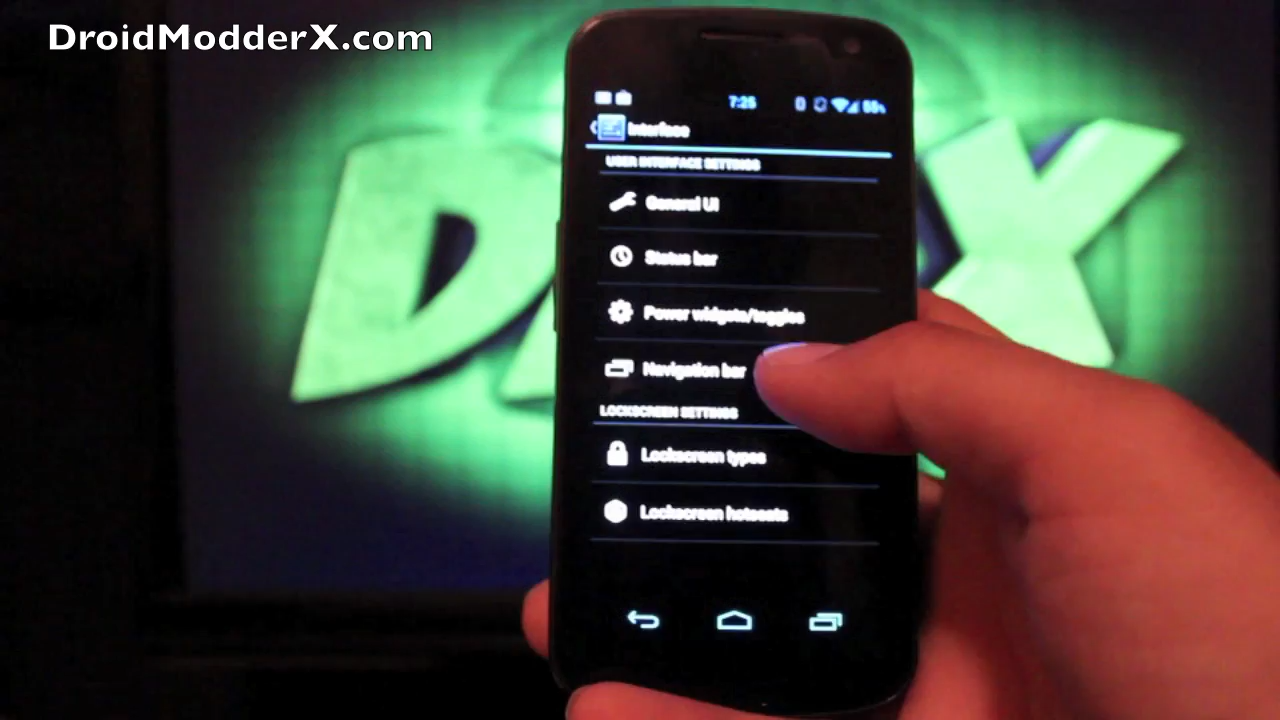 DroidModderX.com
7:25
55%
Interface
USER INTERFACE SETTINGS
General UI
Status bar
Power widgets/toggles
Navigation bar
LOCKSCREEN SETTINGS
Lockscreen types
Lockscreen hotseats